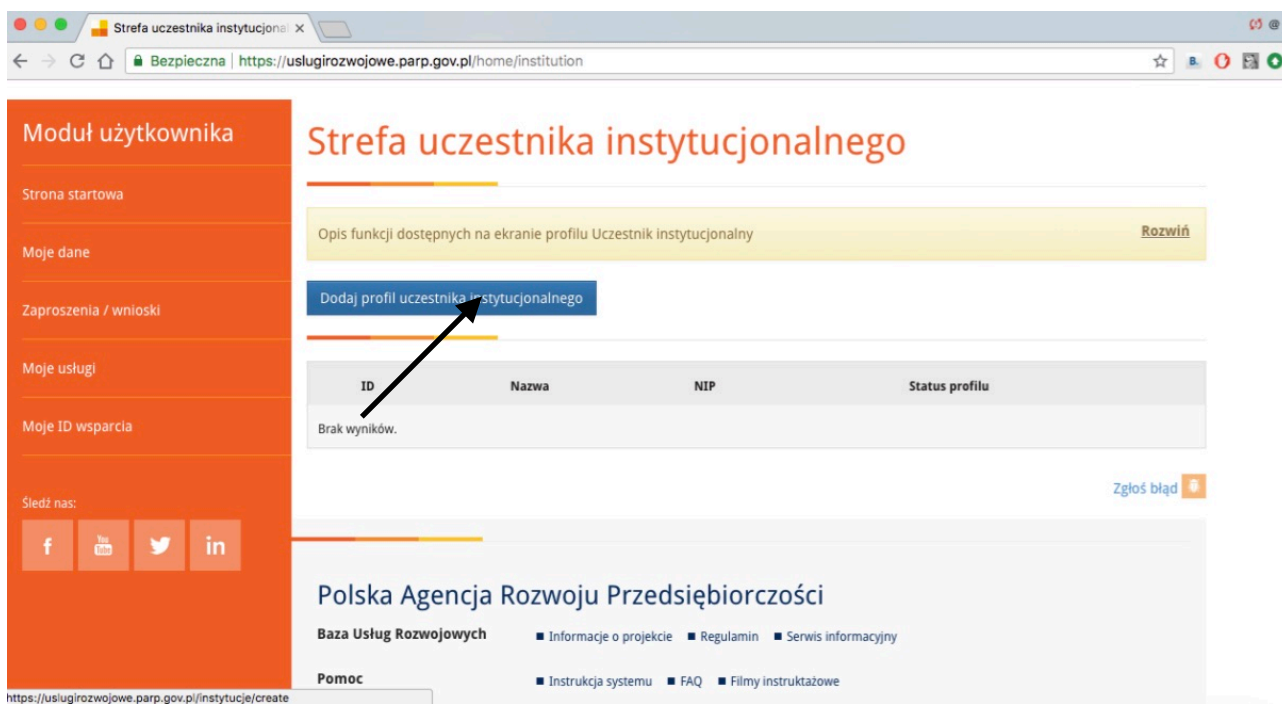 Strefa uczestnika instytucjonal
Bezpieczna | https://uslugirozwojowe.parp.gov.pl/home/institution
Moduł użytkownika
Strona startowa
Moje dane
Zaproszenia / wnioski
Moje usługi
Moje ID wsparcia
Śledź nas:
f You Tube in
Strefa uczestnika instytucjonalnego
Opis funkcji dostępnych na ekranie profilu Uczestnik instytucjonalny Rozwiń
Dodaj profil uczestnika instytucjonalnego
ID Nazwa NIP Status profilu
Brak wyników.
Zgłoś błąd
Polska Agencja Rozwoju Przedsiębiorczości
Baza Usług Rozwojowych Informacje o projekcie Regulamin Serwis informacyjny
Pomoc Instrukcja systemu FAQ Filmy instruktażowe
https://uslugirozwojowe.parp.gov.pl/instytucje/create